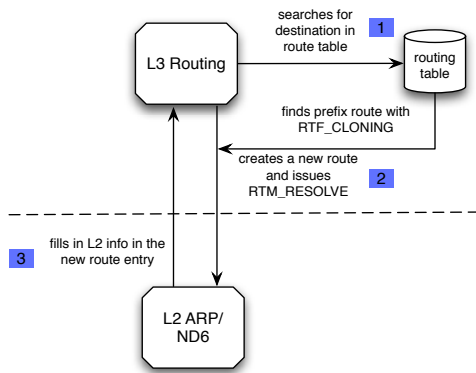 searches for
destination in
route table
1
L3 Routing
routing
table
finds prefix route with
RTF_CLONING
creates a new route
and issues
RTM_RESOLVE
2
3
fills in L2 info in the
new route entry
L2 ARP/
ND6